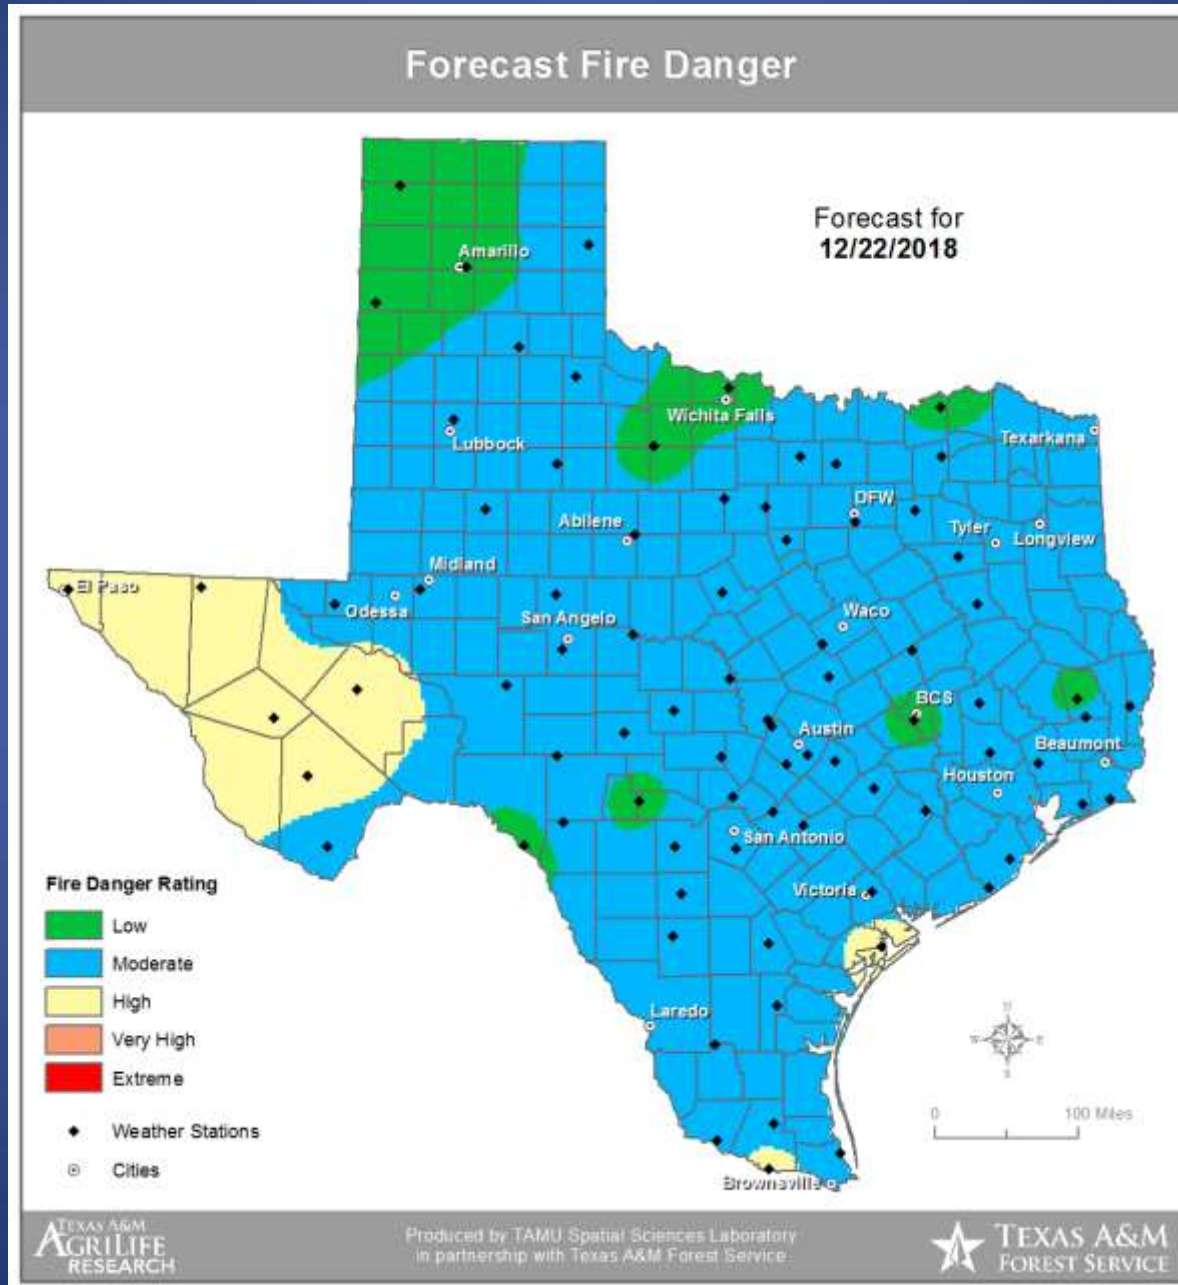 Forecast Fire Danger
Forecast for
12/22/2018
Amarillo
Wichita Falls
Texarkana
Lubbock
DFW
Abilene
Tyler
Longview
Midland
El Paso
Odessa
San Angelo
Waco
BCS
Austin
Beaumont
Houston
San Antonio
Victoria
Laredo
Brownsville
Fire Danger Rating
Low
Moderate
High
Very High
Extreme
Weather Stations
Cities
N
W
E
S
0
100 Miles
TEXAS A&M
AGRILIFE
RESEARCH
Produced by TAMU Spatial Sciences Laboratory
in partnership with Texas A&M Forest Service
TEXAS A&M
FOREST SERVICE